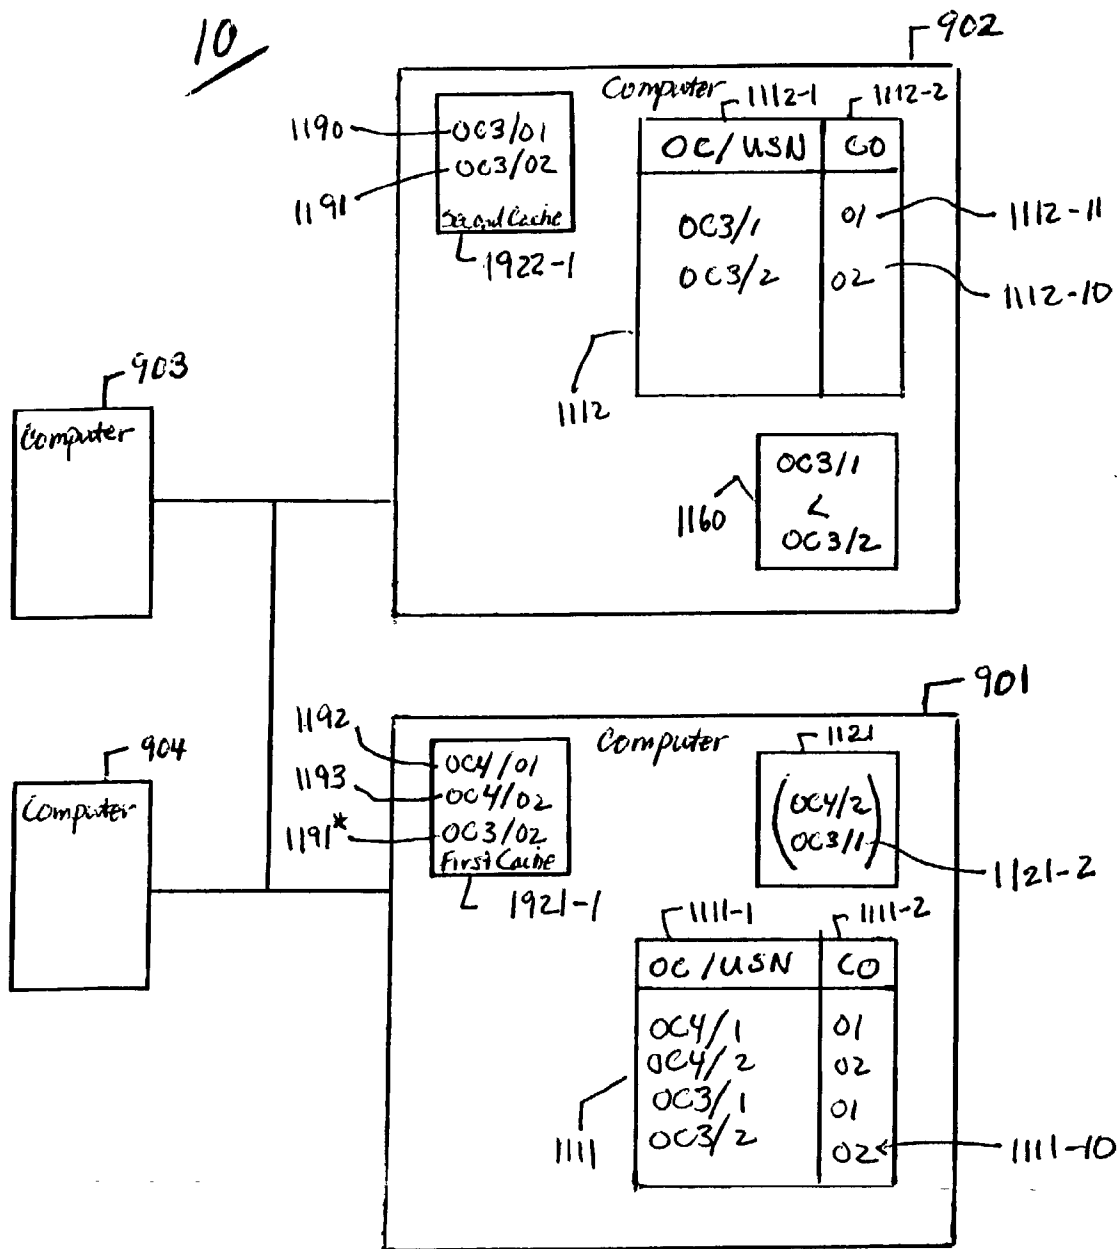 10
902
Computer
1112-1
1112-2
1190
OC3/01
1191
OC3/02
Second Cache
1922-1
OC/USN
CO
OC3/1
01
1112-11
OC3/2
02
1112-10
1112
903
Computer
1160
OC3/1
<
OC3/2
901
Computer
1121
1192
OC4/01
1193
OC4/02
1191*
OC3/02
First Cache
1921-1
(OC4/2
OC3/1)
1121-2
904
Computer
1111-1
1111-2
OC/USN
CO
OC4/1
01
OC4/2
02
OC3/1
01
OC3/2
02
1111-10
1111